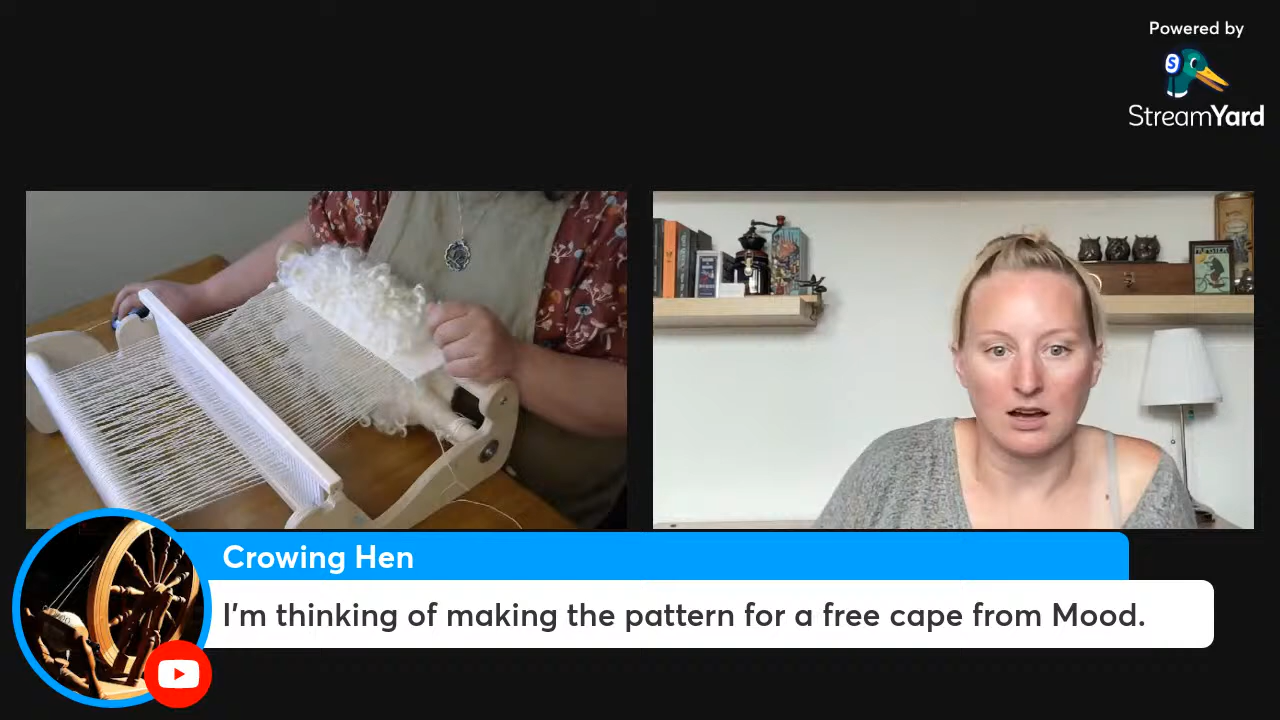 Powered by
StreamYard
Crowing Hen
I'm thinking of making the pattern for a free cape from Mood.